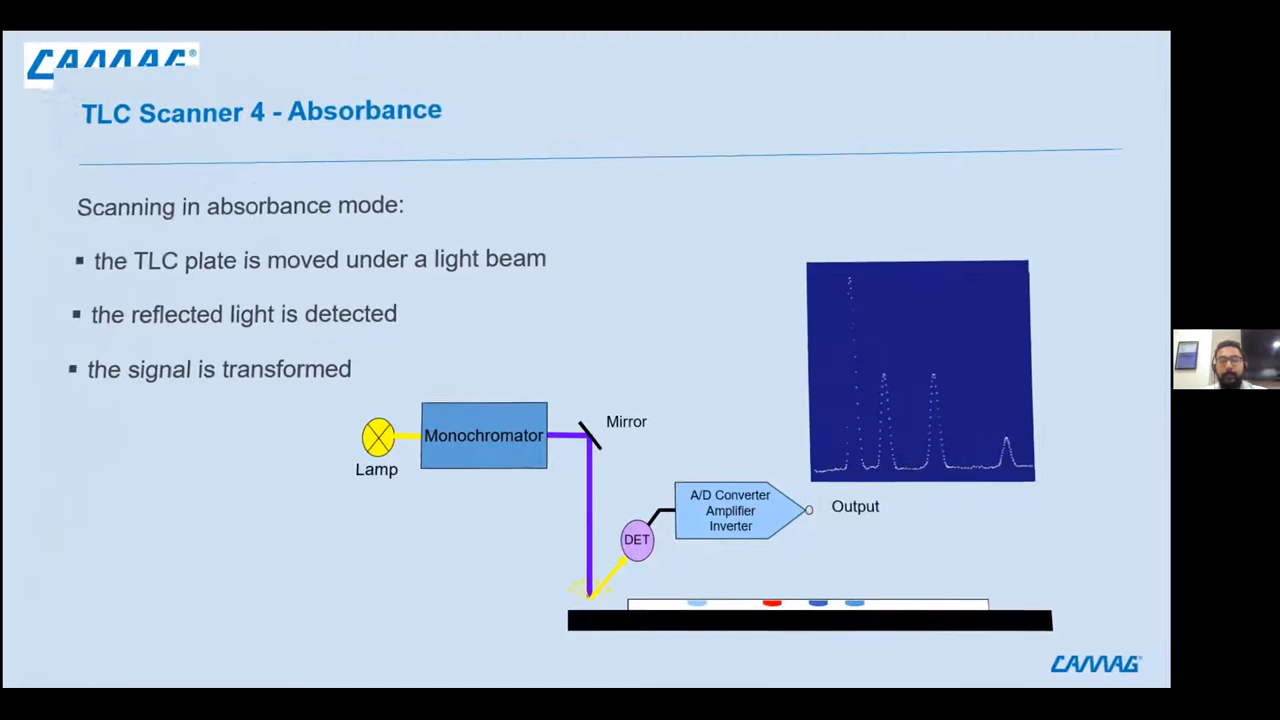 CAMAG®
TLC Scanner 4 - Absorbance
Scanning in absorbance mode:
▪ the TLC plate is moved under a light beam
▪ the reflected light is detected
▪ the signal is transformed
Lamp
Monochromator
Mirror
DET
A/D Converter
Amplifier
Inverter
Output
CAMAG®